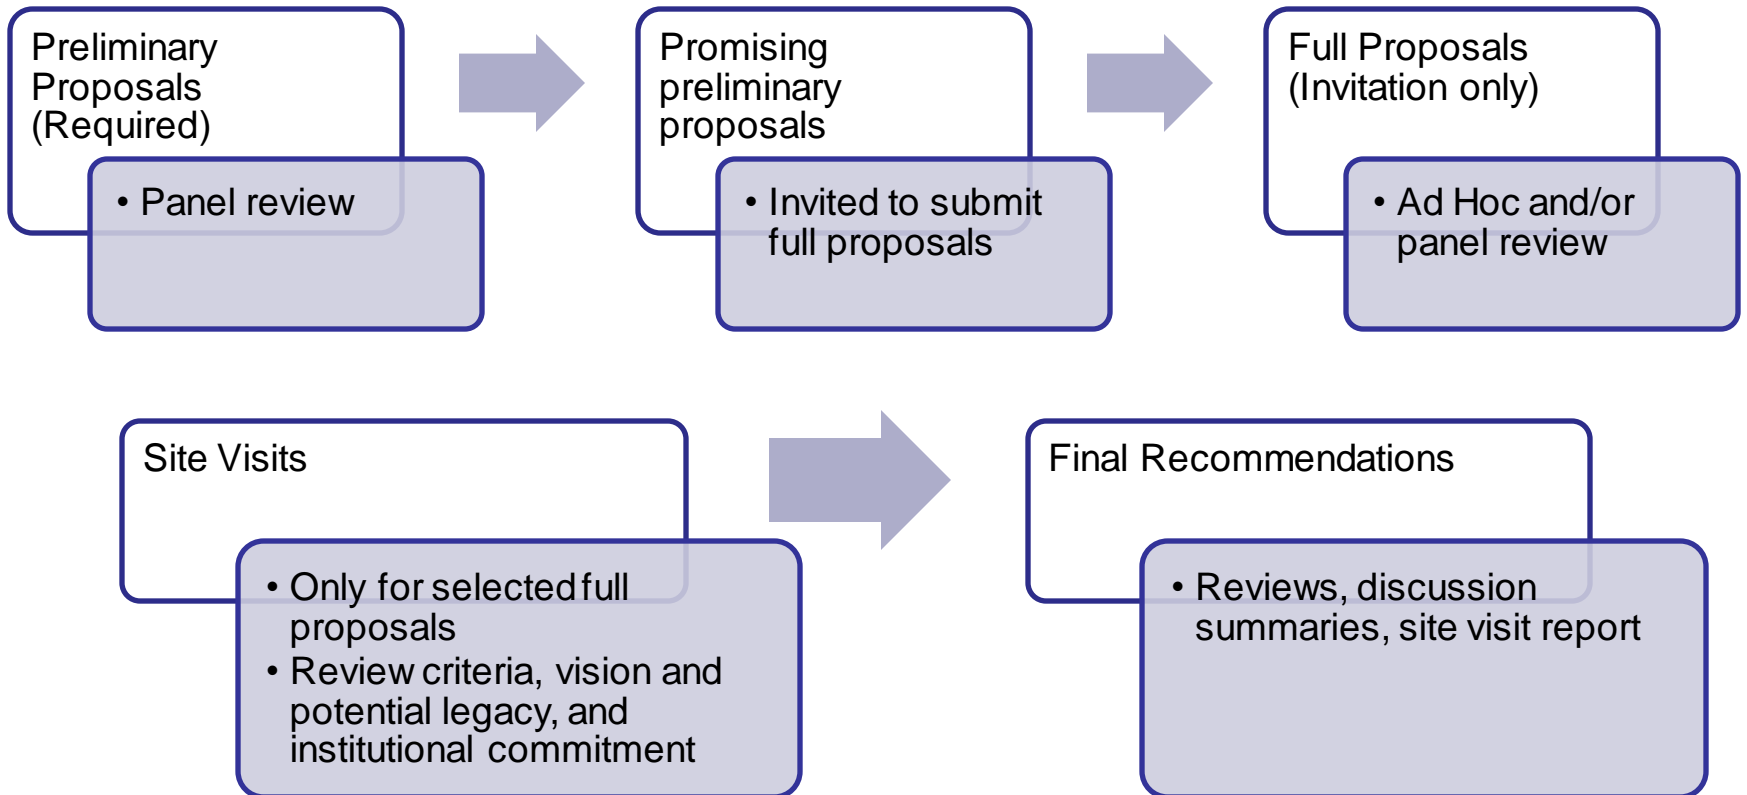 Preliminary
Proposals
(Required)
• Panel review
Promising
preliminary
proposals
• Invited to submit
full proposals
Full Proposals
(Invitation only)
• Ad Hoc and/or
panel review
Site Visits
• Only for selected full
proposals
• Review criteria, vision and
potential legacy, and
institutional commitment
Final Recommendations
• Reviews, discussion
summaries, site visit report